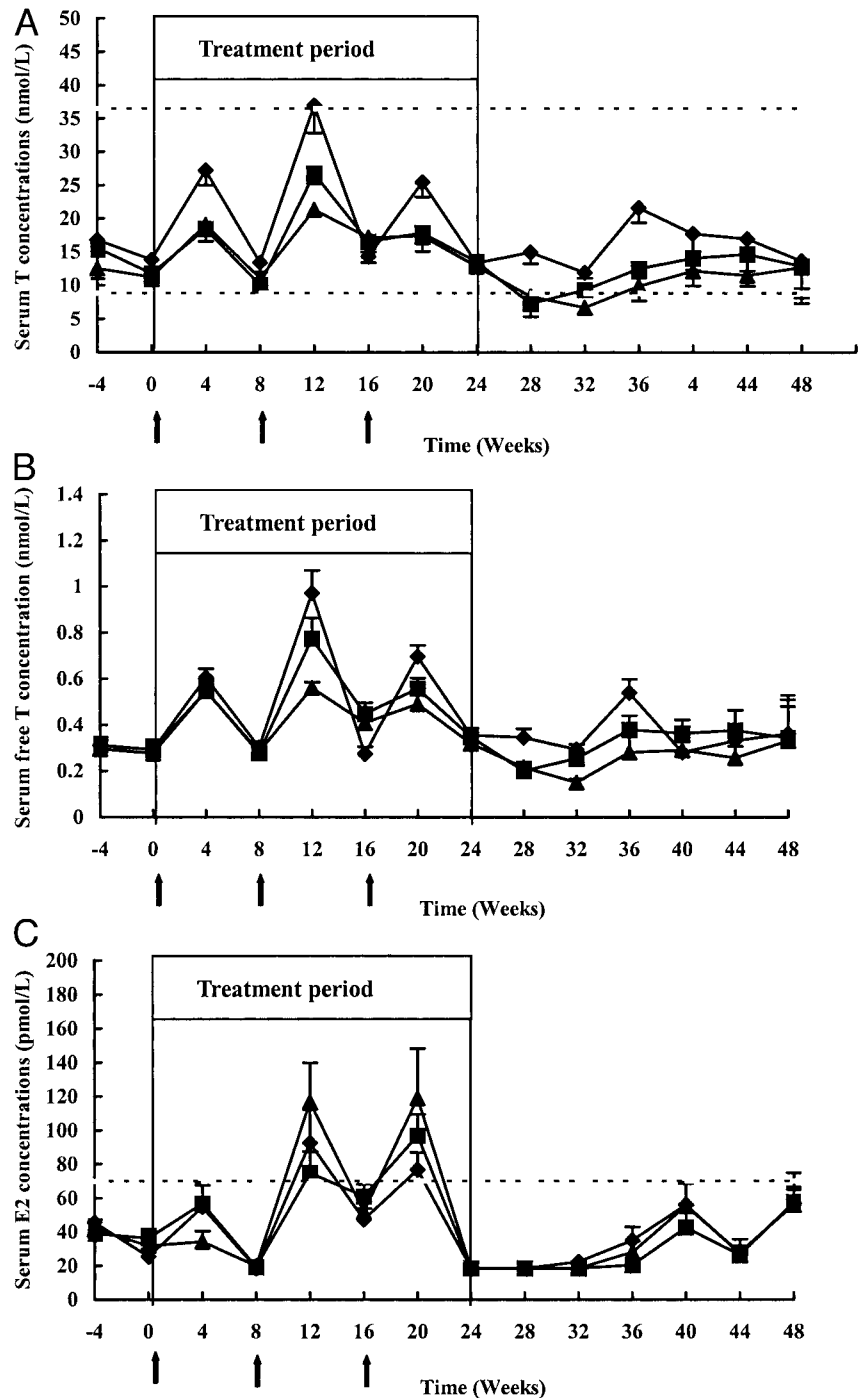 A
Serum T concentrations (nmol/L)
50
45
40
35
30
25
20
15
10
5
0
Treatment period
-4 0 4 8 12 16 20 24 28 32 36 4 44 48
Time (Weeks)
B
Serum free T concentration (nmol/L)
1.4
1.2
1
0.8
0.6
0.4
0.2
0
Treatment period
-4 0 4 8 12 16 20 24 28 32 36 40 44 48
Time (Weeks)
C
Serum E2 concentrations (pmol/L)
200
180
160
140
120
100
80
60
40
20
0
Treatment period
-4 0 4 8 12 16 20 24 28 32 36 40 44 48
Time (Weeks)